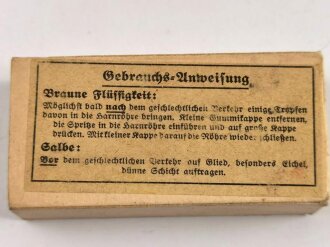 Gebrauchs-Anweisung
Braune Flüssigkeit:
Möglichst bald nach dem geschlechtlichen Verkehr einige Tropfen
davon in die Harnröhre bringen. Kleine Gummikappe entfernen,
die Spritze in die Harnröhre einführen und auf große Kappe
drücken. Mit kleiner Kappe darauf die Röhre wieder schließen.
Salbe:
Vor dem geschlechtlichen Verkehr auf Glied, besonders Eichel,
dünne Schicht auftragen.